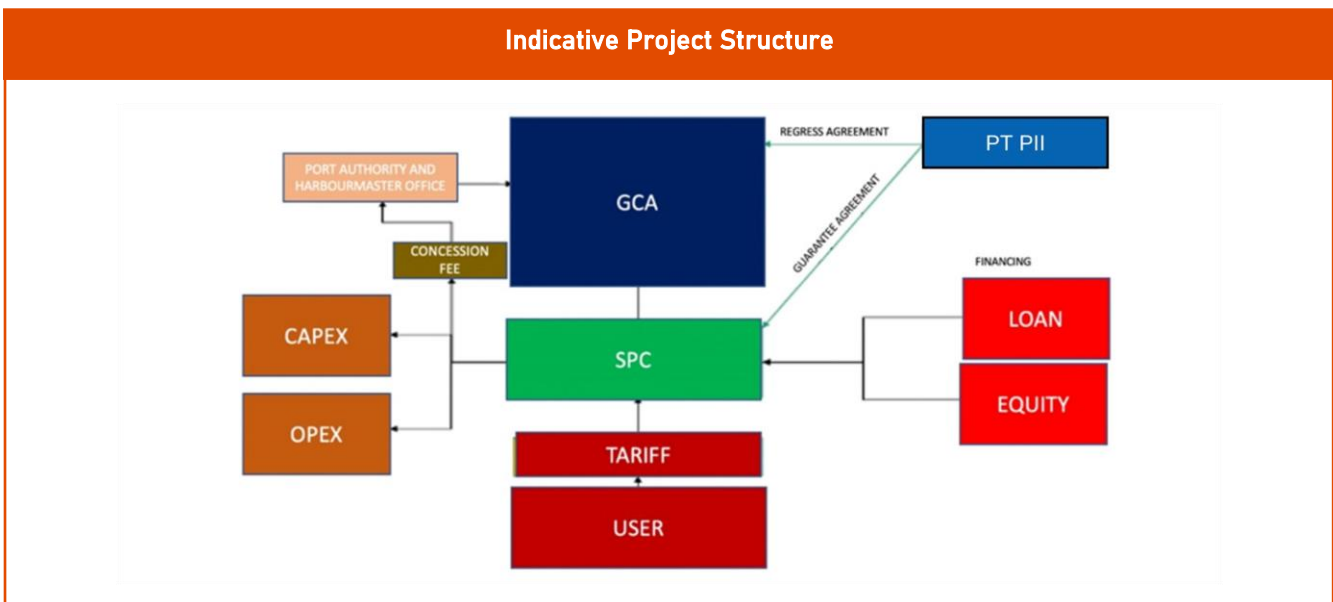 Indicative Project Structure
REGRESS AGREEMENT
PT PII
PORT AUTHORITY AND
HARBOURMASTER OFFICE
GCA
GUARANTEE AGREEMENT
CONCESSION
FEE
FINANCING
CAPEX
SPC
LOAN
OPEX
EQUITY
TARIFF
USER